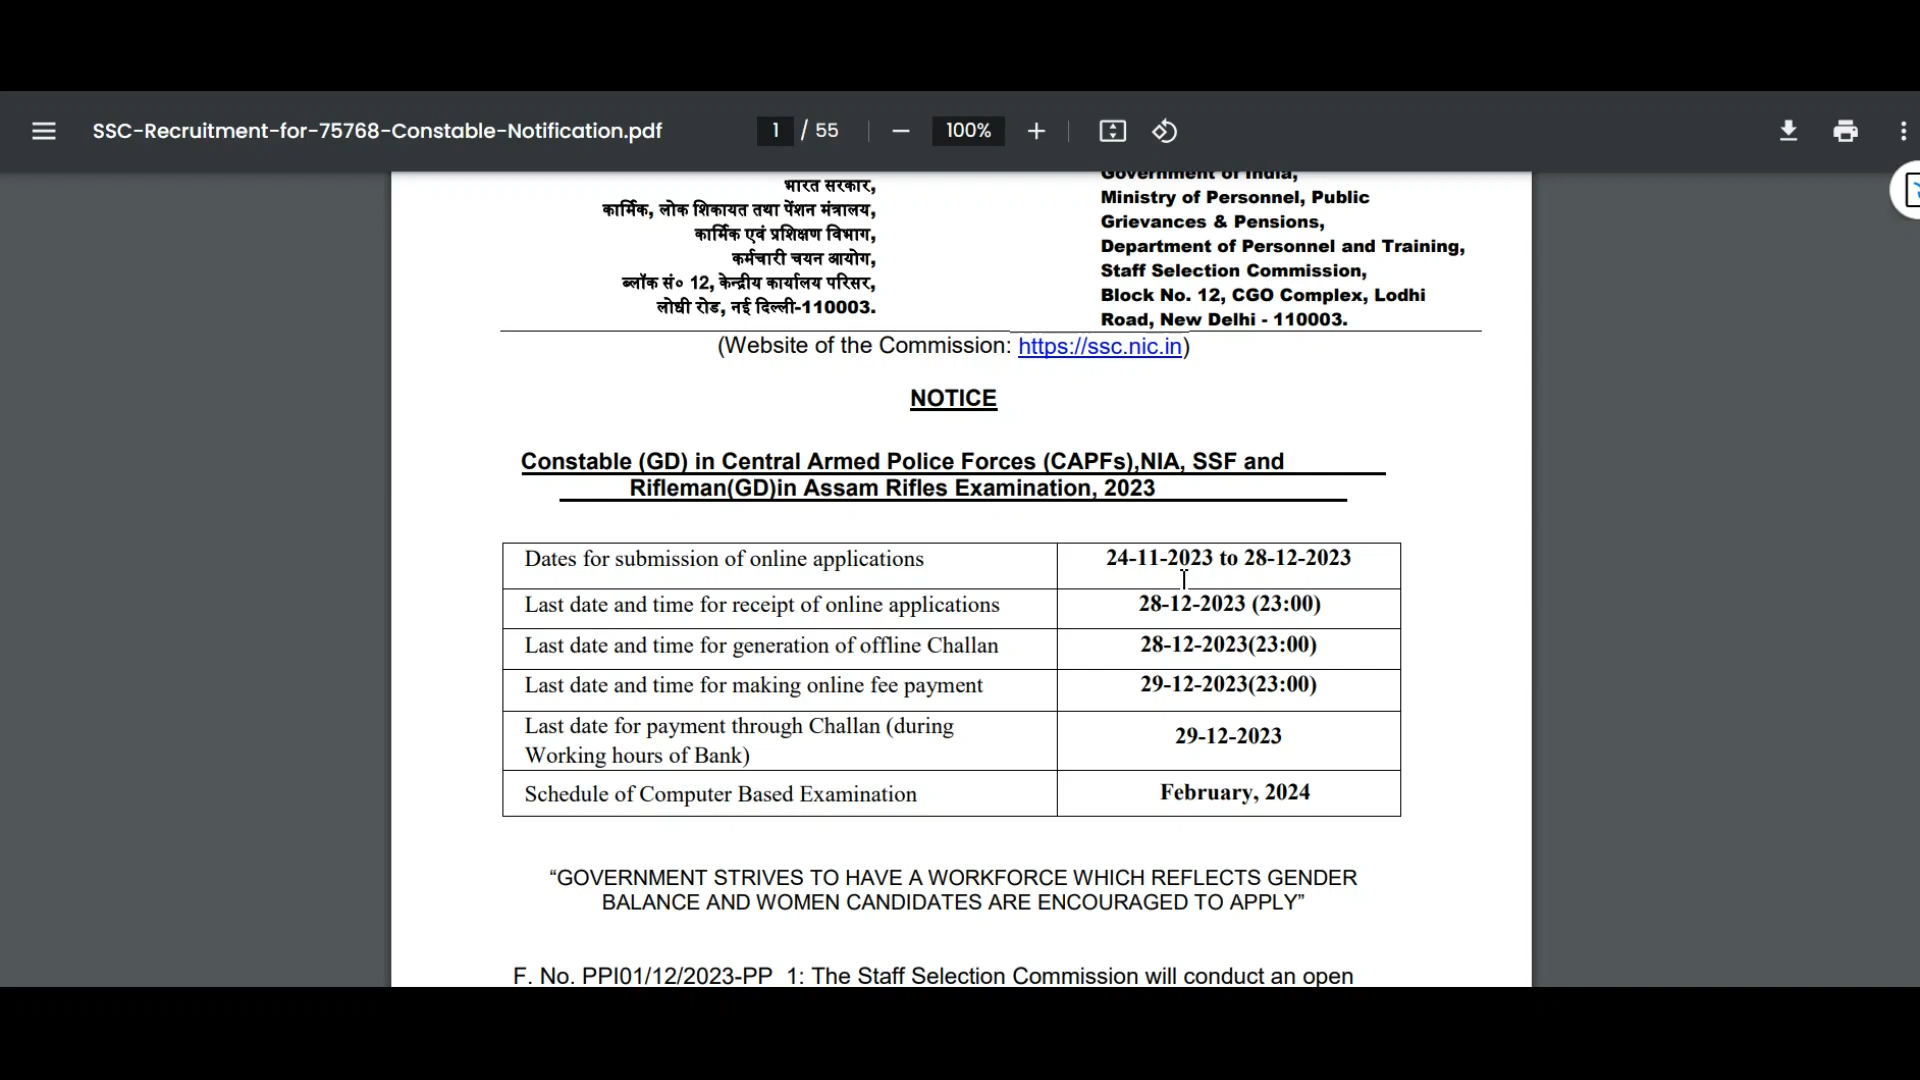 SSC-Recruitment-for-75768-Constable-Notification.pdf
1 / 55
100%
भारत सरकार,
कार्मिक, लोक शिकायत तथा पेंशन मंत्रालय,
कार्मिक एवं प्रशिक्षण विभाग,
कर्मचारी चयन आयोग,
ब्लॉक सं० 12, केन्द्रीय कार्यालय परिसर,
लोधी रोड, नई दिल्ली-110003.
Government of India,
Ministry of Personnel, Public
Grievances & Pensions,
Department of Personnel and Training,
Staff Selection Commission,
Block No. 12, CGO Complex, Lodhi
Road, New Delhi - 110003.
(Website of the Commission: https://ssc.nic.in)
NOTICE
Constable (GD) in Central Armed Police Forces (CAPFs),NIA, SSF and
Rifleman(GD)in Assam Rifles Examination, 2023
Dates for submission of online applications 24-11-2023 to 28-12-2023
Last date and time for receipt of online applications 28-12-2023 (23:00)
Last date and time for generation of offline Challan 28-12-2023(23:00)
Last date and time for making online fee payment 29-12-2023(23:00)
Last date for payment through Challan (during
Working hours of Bank) 29-12-2023
Schedule of Computer Based Examination February, 2024
“GOVERNMENT STRIVES TO HAVE A WORKFORCE WHICH REFLECTS GENDER
BALANCE AND WOMEN CANDIDATES ARE ENCOURAGED TO APPLY”
F. No. PPI01/12/2023-PP_1: The Staff Selection Commission will conduct an open